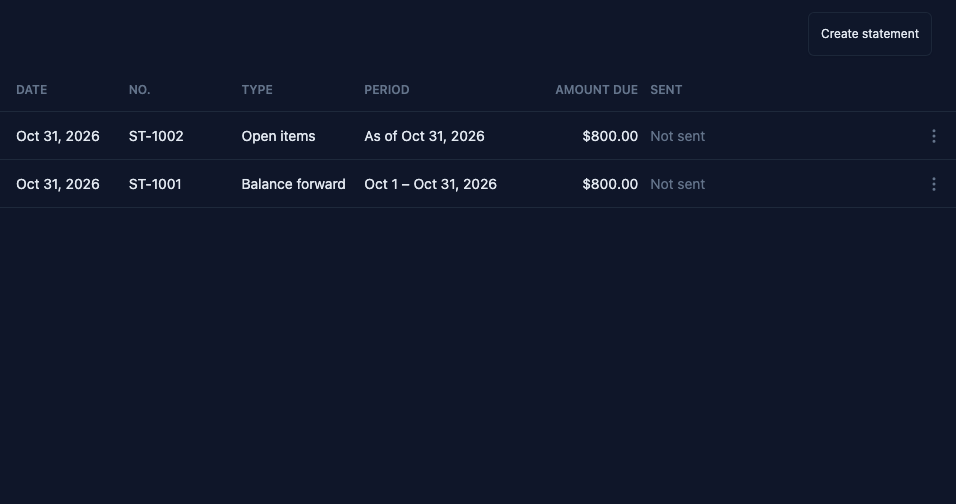 Create statement
DATE NO. TYPE PERIOD AMOUNT DUE SENT
Oct 31, 2026 ST-1002 Open items As of Oct 31, 2026 $800.00 Not sent
Oct 31, 2026 ST-1001 Balance forward Oct 1 – Oct 31, 2026 $800.00 Not sent